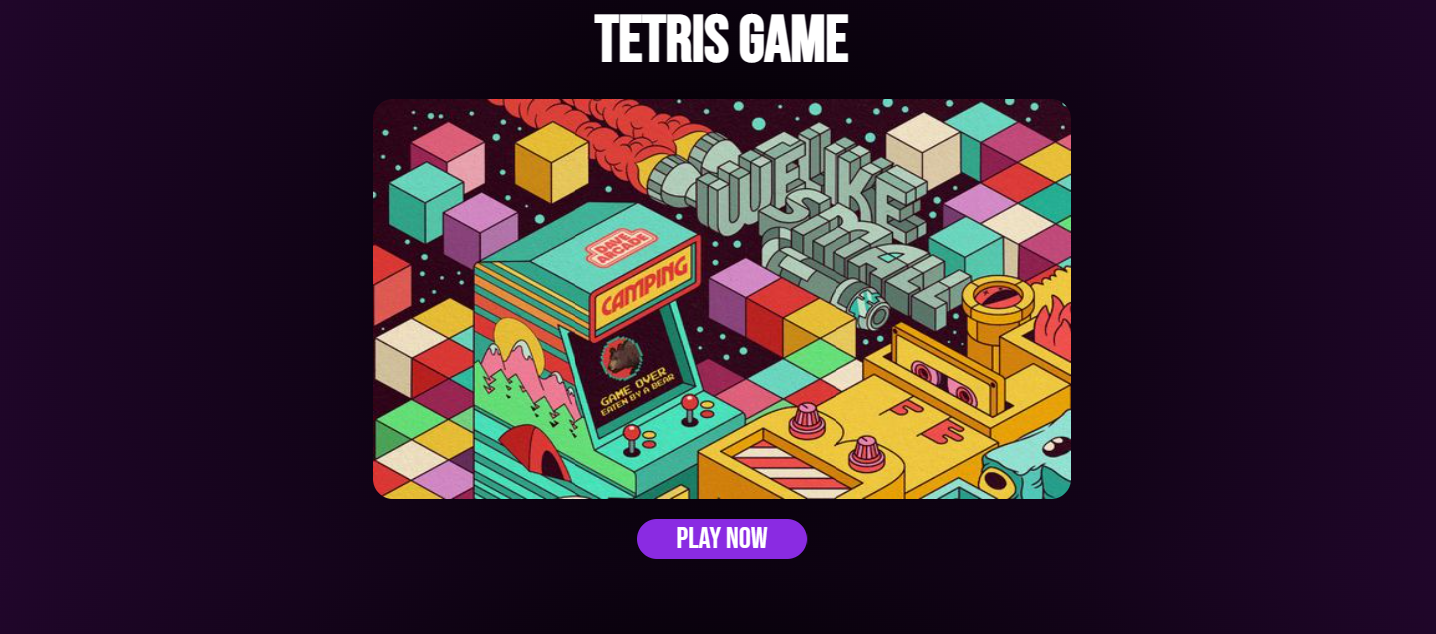 TETRIS GAME
WE LIKE
SMALL
DAVE
ARCADE
CAMPING
GAME OVER
EATEN BY A BEAR
PLAY NOW